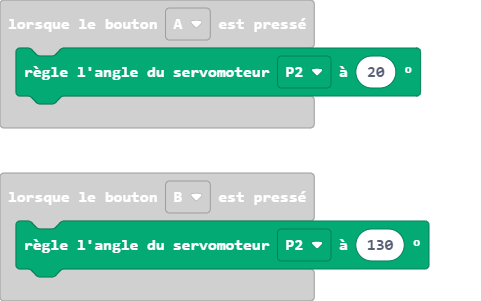 lorsque le bouton A est pressé
règle l'angle du servomoteur P2 à 20 °
lorsque le bouton B est pressé
règle l'angle du servomoteur P2 à 130 °